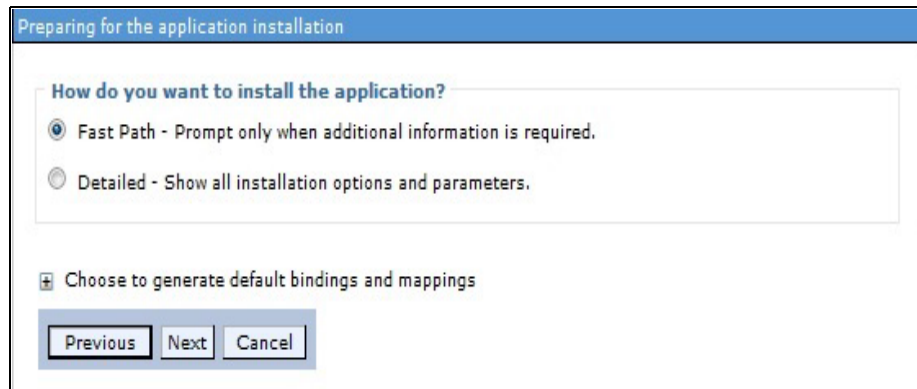 Preparing for the application installation
How do you want to install the application?
Fast Path - Prompt only when additional information is required.
Detailed - Show all installation options and parameters.
Choose to generate default bindings and mappings
Previous Next Cancel